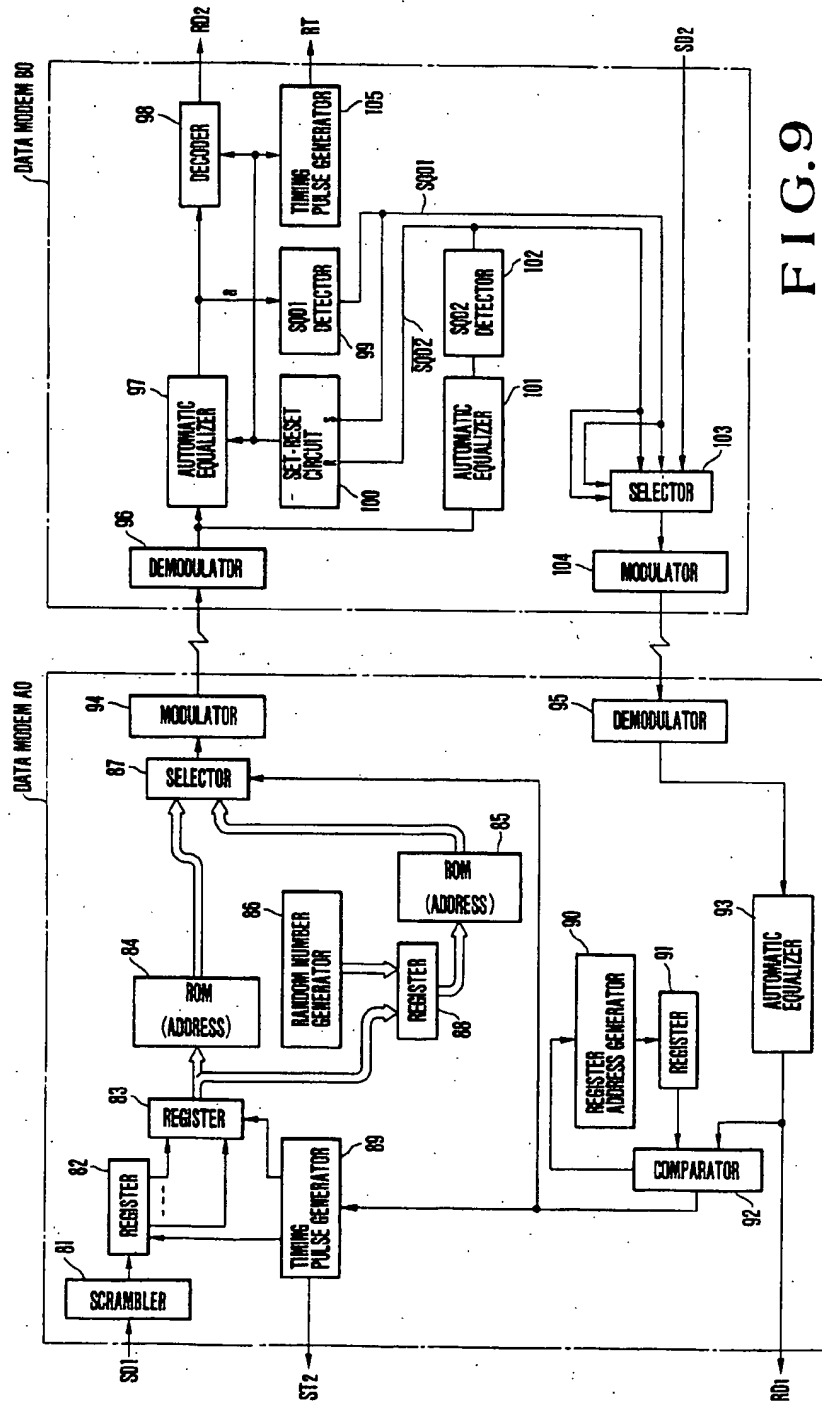 DATA MODEM A0
SD1
SCRAMBLER
81
REGISTER
82
REGISTER
83
ROM
(ADDRESS)
84
RANDOM NUMBER
GENERATOR
86
REGISTER
88
ROM
(ADDRESS)
85
SELECTOR
87
MODULATOR
94
TIMING
PULSE GENERATOR
89
ST2
REGISTER
ADDRESS GENERATOR
90
REGISTER
91
COMPARATOR
92
AUTOMATIC
EQUALIZER
93
DEMODULATOR
95
RD1
DATA MODEM B0
DEMODULATOR
96
AUTOMATIC
EQUALIZER
97
DECODER
98
RD2
a
SQD1
DETECTOR
99
SET-RESET
CIRCUIT
R
S
100
TIMING
PULSE GENERATOR
105
RT
AUTOMATIC
EQUALIZER
101
SQD2
DETECTOR
102
SQD2
SQD1
SELECTOR
103
SD2
MODULATOR
104
FIG.9